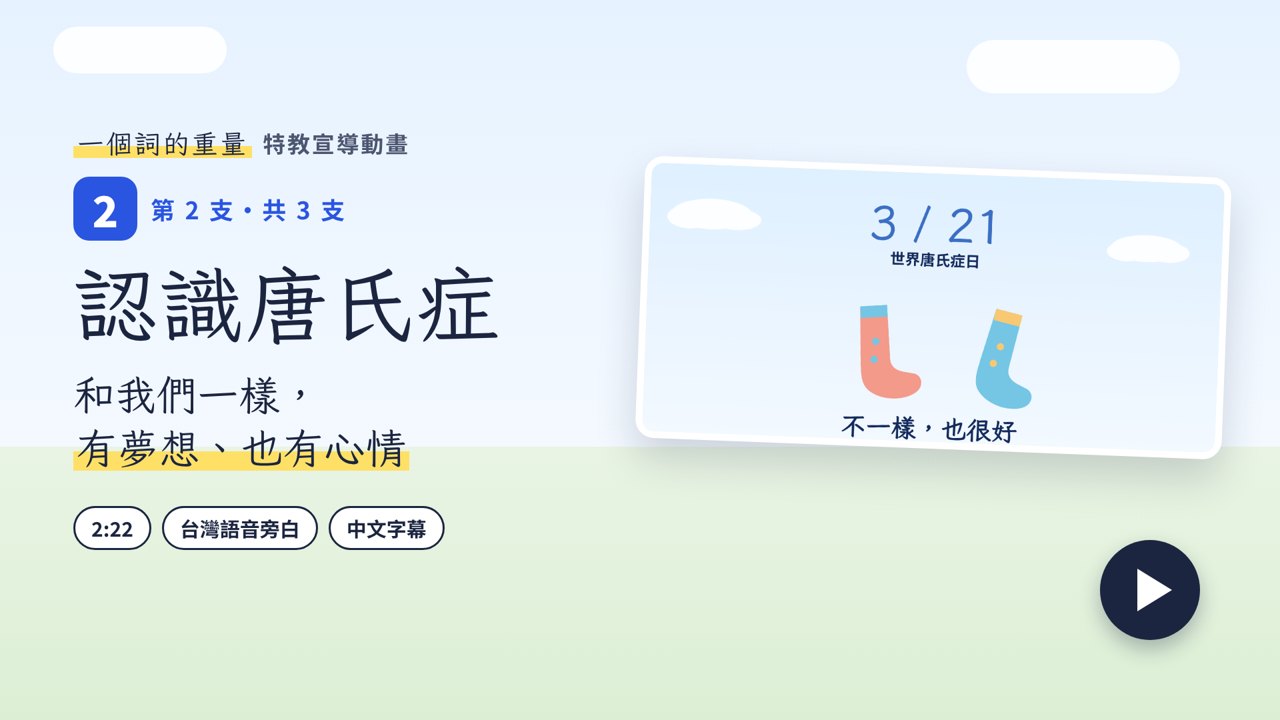 一個詞的重量 特教宣導動畫
2 第 2 支・共 3 支
認識唐氏症
和我們一樣，
有夢想、也有心情
2:22 台灣語音旁白 中文字幕
3 / 21
世界唐氏症日
不一樣，也很好